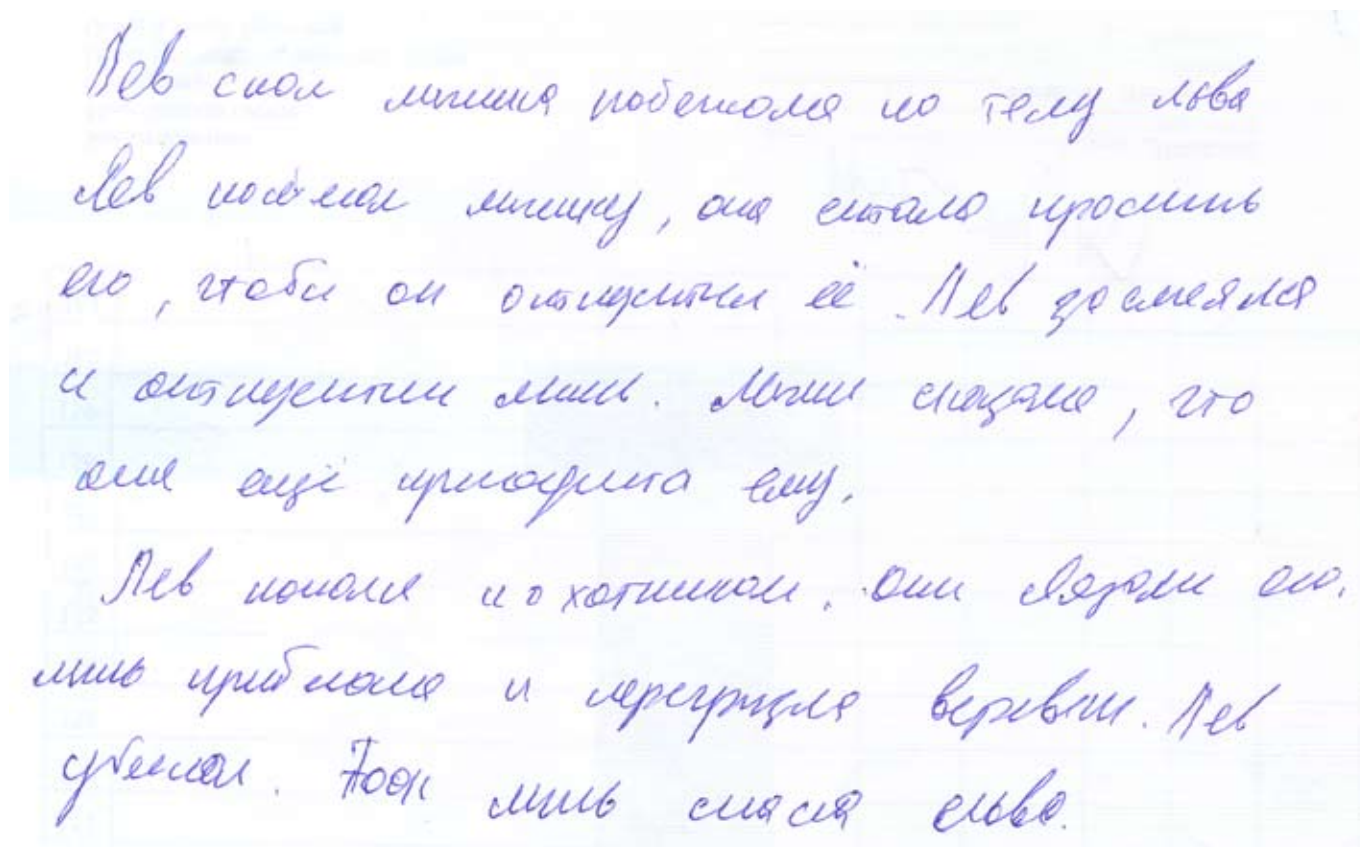 Лев спал мышка побежала по телу льва
Лев поймал мышку, она стала просить
его, чтобы он отпустил её. Лев засмеялся
и отпустил мышь. Мышь сказала, что
она ещё пригодится ему.
Лев попался охотникам. Они связали его.
мышь прибежала и перегрызла веревки. Лев
убежал. Так мышь спасла льва.